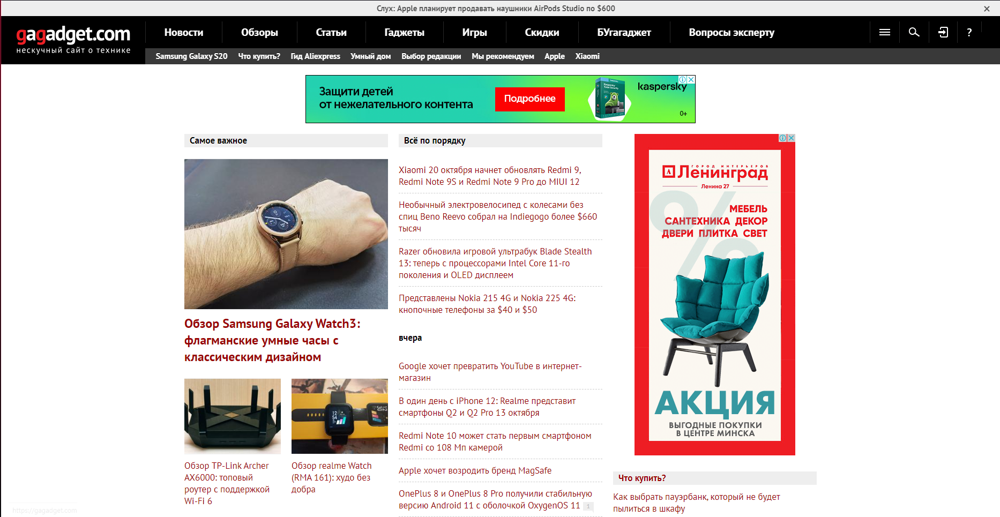 Слух: Apple планирует продавать наушники AirPods Studio по $600
gagadget.com
нескучный сайт о технике
Новости
Обзоры
Статьи
Гаджеты
Игры
Скидки
БУгагаджет
Вопросы эксперту
?
Samsung Galaxy S20
Что купить?
Гид Aliexpress
Умный дом
Выбор редакции
Мы рекомендуем
Apple
Xiaomi
Защити детей
от нежелательного контента
Подробнее
kaspersky
Kaspersky
Total Security
0+
Самое важное
Обзор Samsung Galaxy Watch3:
флагманские умные часы с
классическим дизайном
Обзор TP-Link Archer
AX6000: топовый
роутер с поддержкой
Wi-Fi 6
Обзор realme Watch
(RMA 161): худо без
добра
Всё по порядку
Xiaomi 20 октября начнет обновлять Redmi 9,
Redmi Note 9S и Redmi Note 9 Pro до MIUI 12
Необычный электровелосипед с колесами без
спиц Beno Reevo собрал на Indiegogo более $660
тысяч
Razer обновила игровой ультрабук Blade Stealth
13: теперь с процессорами Intel Core 11-го
поколения и OLED дисплеем
Представлены Nokia 215 4G и Nokia 225 4G:
кнопочные телефоны за $40 и $50
вчера
Google хочет превратить YouTube в интернет-
магазин
В один день с iPhone 12: Realme представит
смартфоны Q2 и Q2 Pro 13 октября
Redmi Note 10 может стать первым смартфоном
Redmi со 108 Мп камерой
Apple хочет возродить бренд MagSafe
OnePlus 8 и OnePlus 8 Pro получили стабильную
версию Android 11 с оболочкой OxygenOS 11 1
ГОРОД ИНТЕРЬЕРОВ
Ленинград
Ленина 27
%
МЕБЕЛЬ
САНТЕХНИКА ДЕКОР
ДВЕРИ ПЛИТКА СВЕТ
АКЦИЯ
ВЫГОДНЫЕ ПОКУПКИ
В ЦЕНТРЕ МИНСКА
Что купить?
Как выбрать пауэрбанк, который не будет
пылиться в шкафу
https://gagadget.com